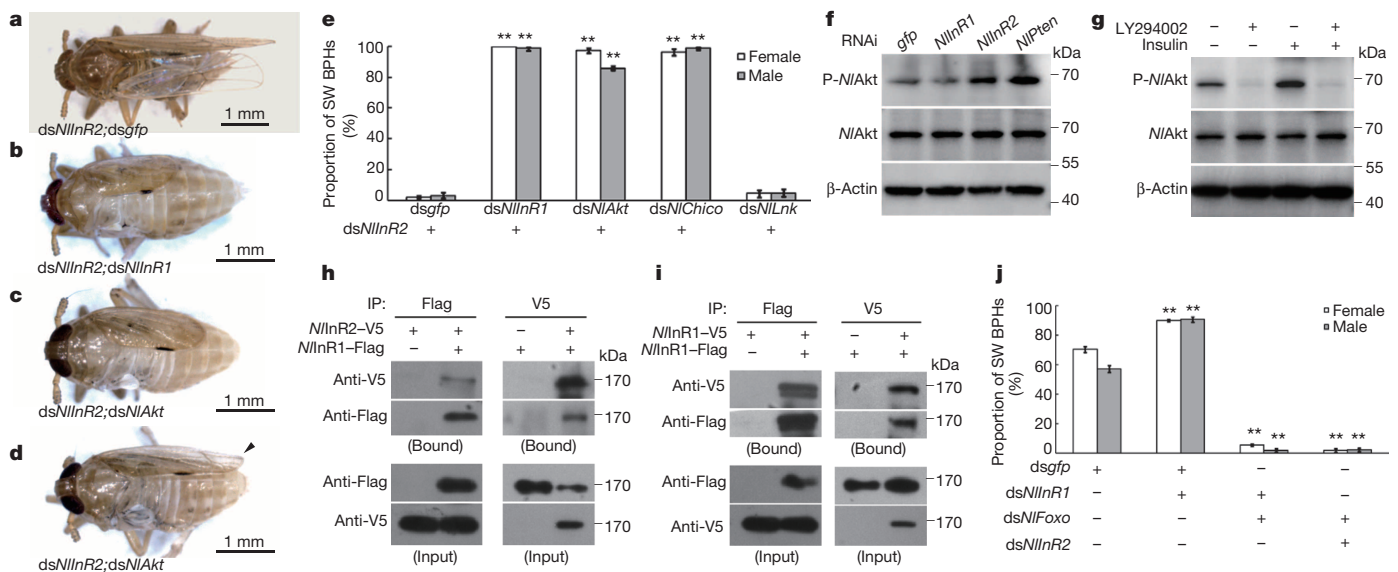 a
1 mm
dsNlInR2;dsgfp
b
1 mm
dsNlInR2;dsNlInR1
c
1 mm
dsNlInR2;dsNlAkt
d
1 mm
dsNlInR2;dsNlAkt
e
Proportion of SW BPHs
(%)
100
80
60
40
20
0
** ** ** ** ** **
Female
Male
dsgfp dsNlInR1 dsNlAkt dsNlChico dsNlLnk
dsNlInR2 + + + + +
f
RNAi gfp NlInR1 NlInR2 NlPten
kDa
P-NlAkt 70
NlAkt 70
55
β-Actin 40
g
LY294002 – + – +
Insulin – – + +
kDa
P-NlAkt 70
NlAkt 70
55
β-Actin 40
h
IP: Flag V5
NlInR2–V5 + + – +
NlInR1–Flag – + + +
kDa
Anti-V5 170
Anti-Flag 170
(Bound) (Bound)
Anti-Flag 170
Anti-V5 170
(Input) (Input)
i
IP: Flag V5
NlInR1–V5 + + – +
NlInR1–Flag – + + +
kDa
Anti-V5 170
Anti-Flag 170
(Bound) (Bound)
Anti-Flag 170
Anti-V5 170
(Input) (Input)
j
Proportion of SW BPHs
(%)
100
80
60
40
20
0
** ** ** ** ** **
Female
Male
dsgfp + + – –
dsNlInR1 – + + –
dsNlFoxo – – + +
dsNlInR2 – – – +